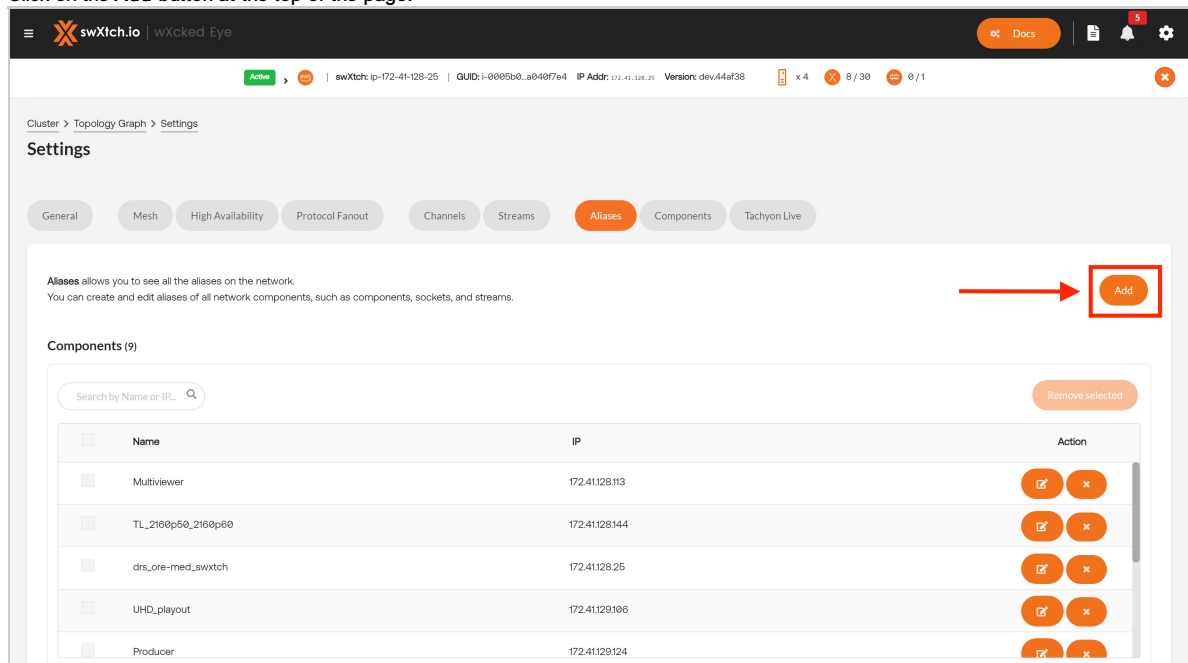 Click on the Add button at the top of the page.
swXtch.io | wXcked Eye
Docs
5
Active > aws | swXtch: ip-172-41-128-25 | GUID: i-0005b0…a040f7e4 IP Addr: 172.41.128.25 Version: dev.44af38 x 4 8 / 30 0 / 1
Cluster > Topology Graph > Settings
Settings
General Mesh High Availability Protocol Fanout Channels Streams Aliases Components Tachyon Live
Aliases allows you to see all the aliases on the network.
You can create and edit aliases of all network components, such as components, sockets, and streams.
Add
Components (9)
Search by Name or IP...
Remove selected
Name IP Action
Multiviewer 172.41.128.113
TL_2160p50_2160p60 172.41.128.144
drs_ore-med_swxtch 172.41.128.25
UHD_playout 172.41.129.106
Producer 172.41.129.124